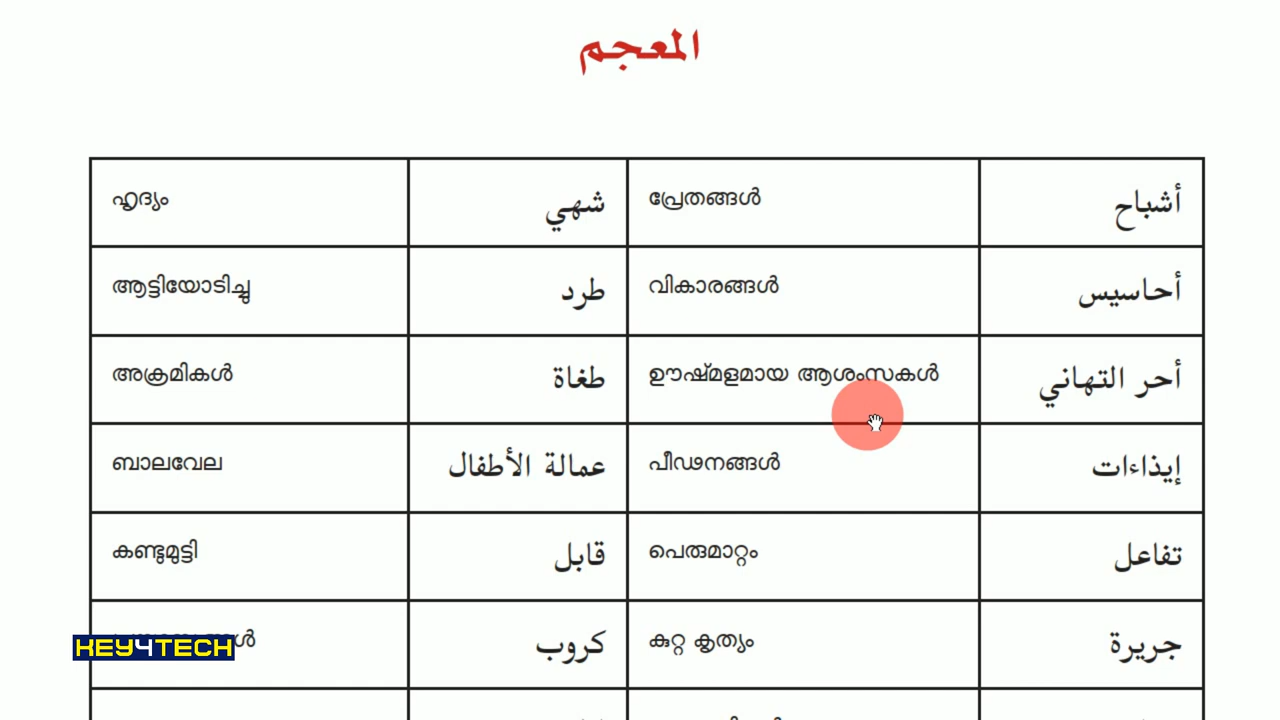 المعجم
أشباح പ്രേതങ്ങൾ شهي ഹൃദ്യം
أحاسيس വികാരങ്ങൾ طرد ആട്ടിയോടിച്ചു
أحر التهاني ഊഷ്മളമായ ആശംസകൾ طغاة അക്രമികൾ
إيذاءات പീഢനങ്ങൾ عمالة الأطفال ബാലവേല
تفاعل പെരുമാറ്റം قابل കണ്ടുമുട്ടി
جريرة കുറ്റ കൃത്യം كروب
KEY4TECH